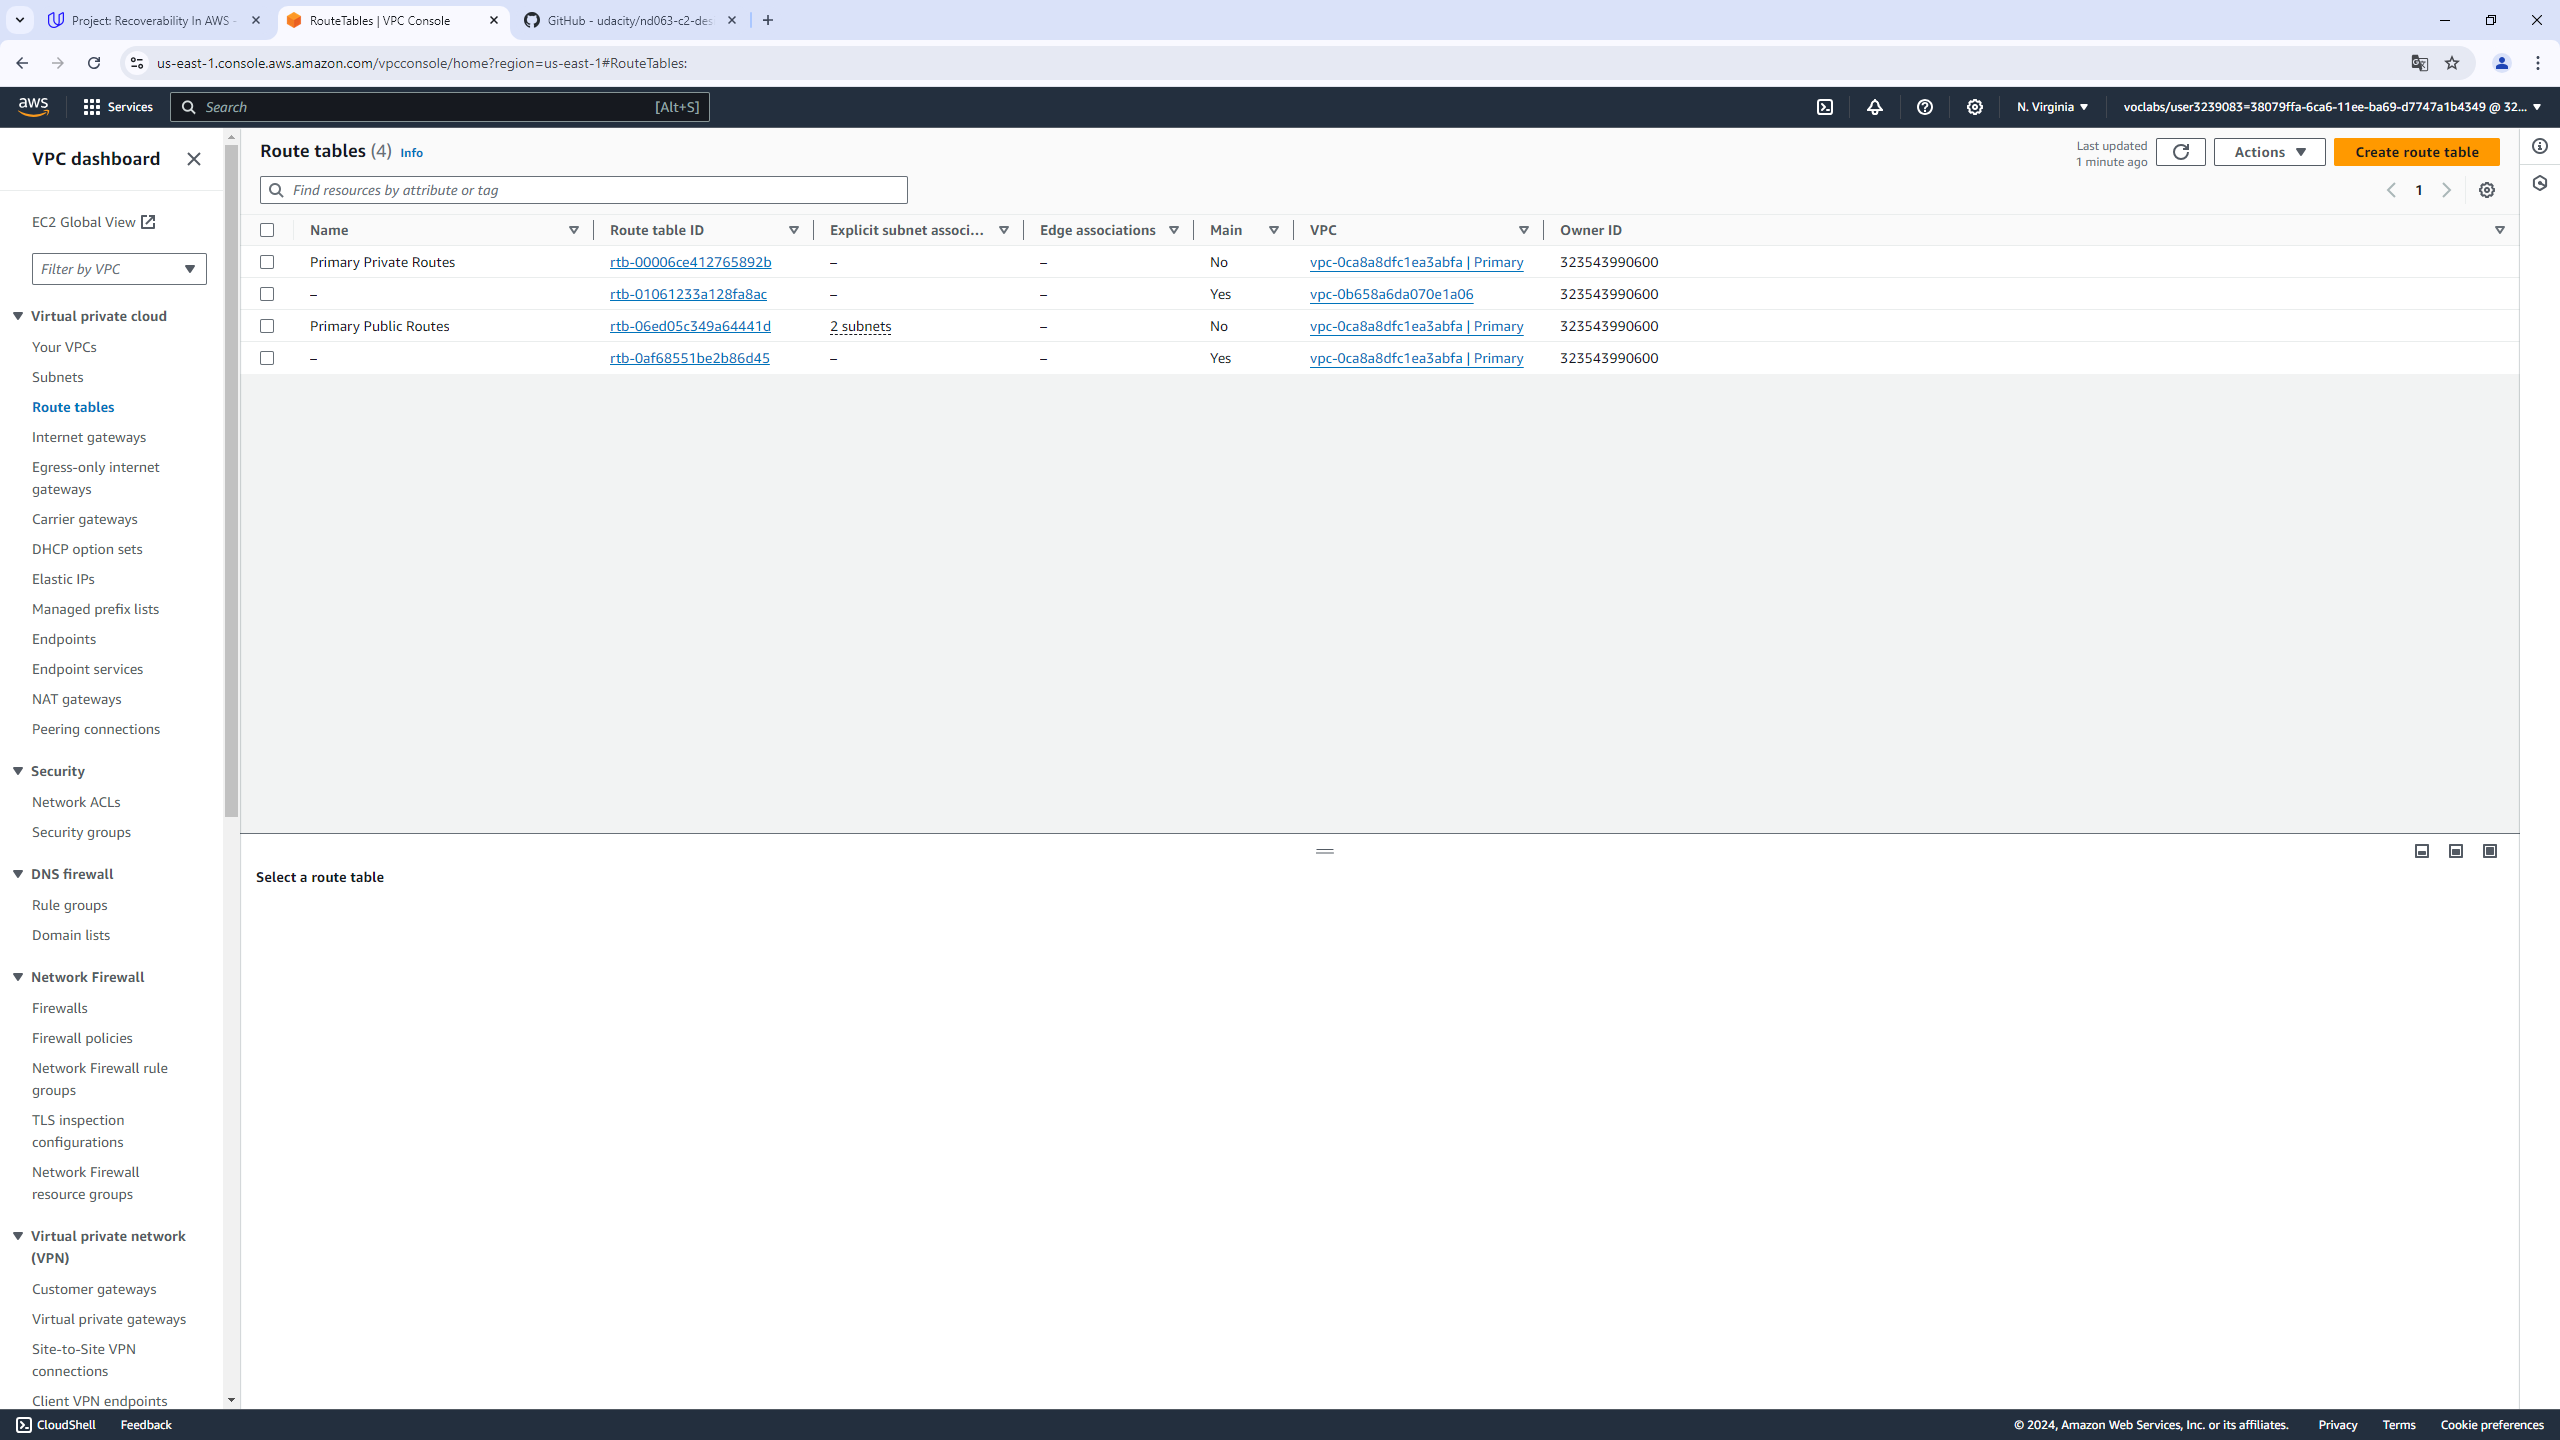 Project: Recoverability In AWS -
RouteTables | VPC Console
GitHub - udacity/nd063-c2-des
us-east-1.console.aws.amazon.com/vpcconsole/home?region=us-east-1#RouteTables:
aws
Services
Search
[Alt+S]
N. Virginia
voclabs/user3239083=38079ffa-6ca6-11ee-ba69-d7747a1b4349 @ 32...
VPC dashboard
EC2 Global View
Filter by VPC
Virtual private cloud
Your VPCs
Subnets
Route tables
Internet gateways
Egress-only internet
gateways
Carrier gateways
DHCP option sets
Elastic IPs
Managed prefix lists
Endpoints
Endpoint services
NAT gateways
Peering connections
Security
Network ACLs
Security groups
DNS firewall
Rule groups
Domain lists
Network Firewall
Firewalls
Firewall policies
Network Firewall rule
groups
TLS inspection
configurations
Network Firewall
resource groups
Virtual private network
(VPN)
Customer gateways
Virtual private gateways
Site-to-Site VPN
connections
Client VPN endpoints
Route tables (4) Info
Last updated
1 minute ago
Actions
Create route table
Find resources by attribute or tag
1
Name Route table ID Explicit subnet associ... Edge associations Main VPC Owner ID
Primary Private Routes rtb-00006ce412765892b – – No vpc-0ca8a8dfc1ea3abfa | Primary 323543990600
– rtb-01061233a128fa8ac – – Yes vpc-0b658a6da070e1a06 323543990600
Primary Public Routes rtb-06ed05c349a64441d 2 subnets – No vpc-0ca8a8dfc1ea3abfa | Primary 323543990600
– rtb-0af68551be2b86d45 – – Yes vpc-0ca8a8dfc1ea3abfa | Primary 323543990600
Select a route table
CloudShell
Feedback
© 2024, Amazon Web Services, Inc. or its affiliates.
Privacy
Terms
Cookie preferences